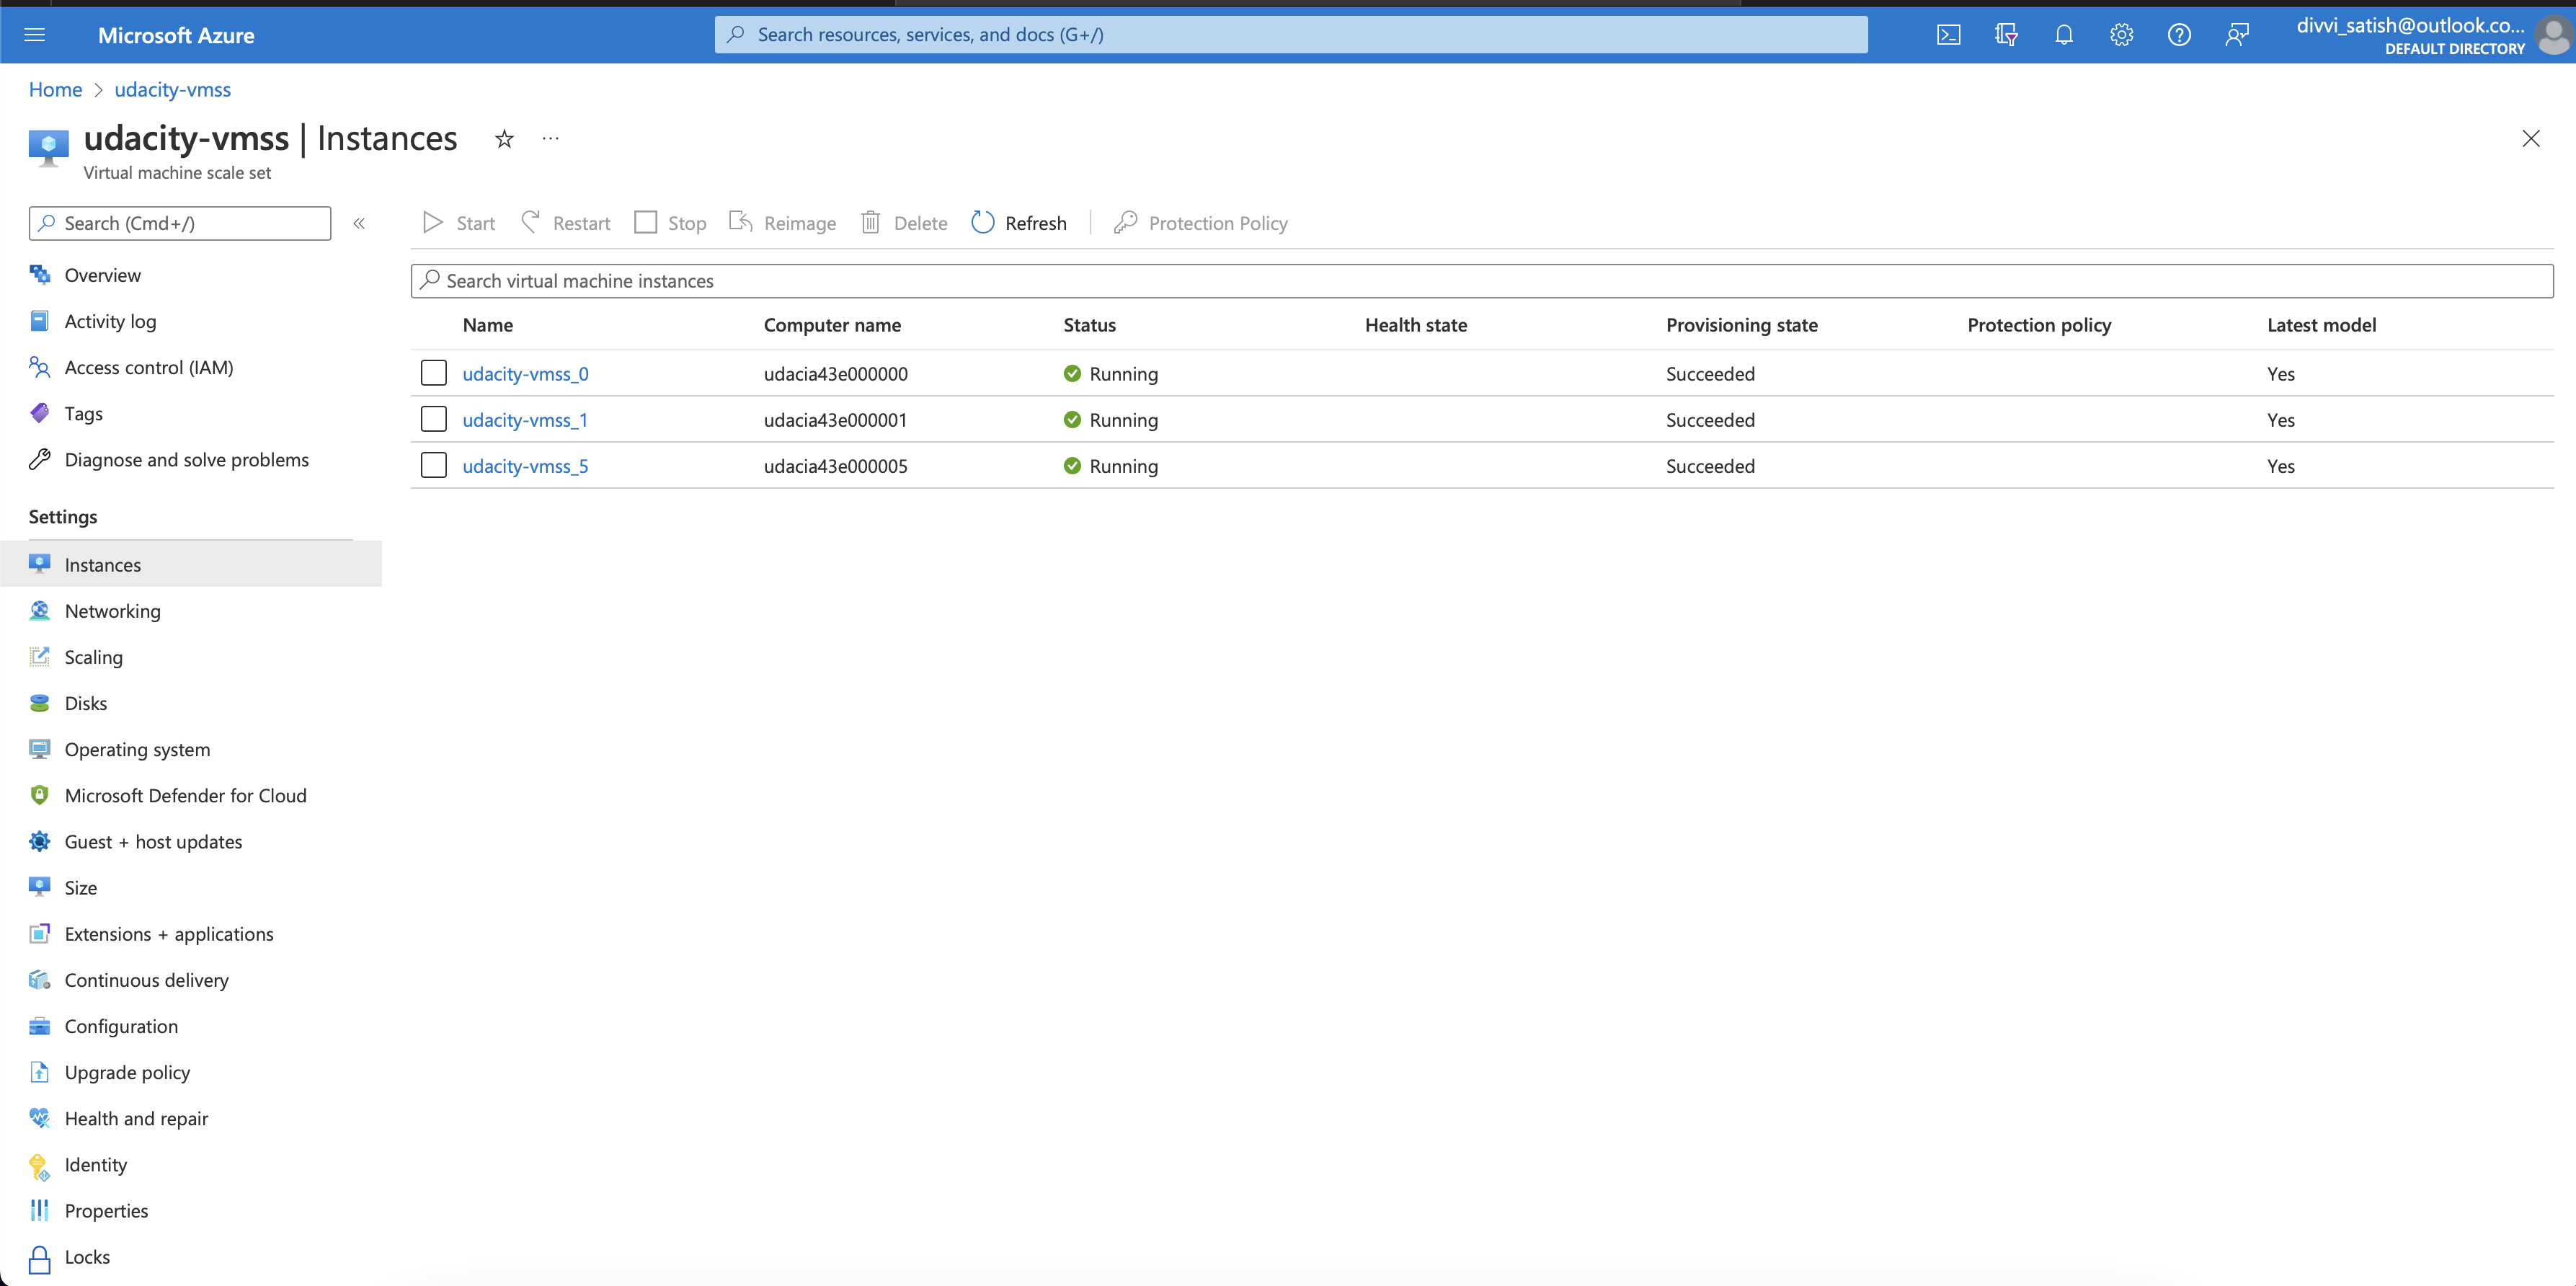 Microsoft Azure
Search resources, services, and docs (G+/)
divvi_satish@outlook.co...
DEFAULT DIRECTORY
Home > udacity-vmss
udacity-vmss | Instances
Virtual machine scale set
Search (Cmd+/)
Start Restart Stop Reimage Delete Refresh Protection Policy
Search virtual machine instances
Name Computer name Status Health state Provisioning state Protection policy Latest model
udacity-vmss_0 udacia43e000000 Running Succeeded Yes
udacity-vmss_1 udacia43e000001 Running Succeeded Yes
udacity-vmss_5 udacia43e000005 Running Succeeded Yes
Overview
Activity log
Access control (IAM)
Tags
Diagnose and solve problems
Settings
Instances
Networking
Scaling
Disks
Operating system
Microsoft Defender for Cloud
Guest + host updates
Size
Extensions + applications
Continuous delivery
Configuration
Upgrade policy
Health and repair
Identity
Properties
Locks